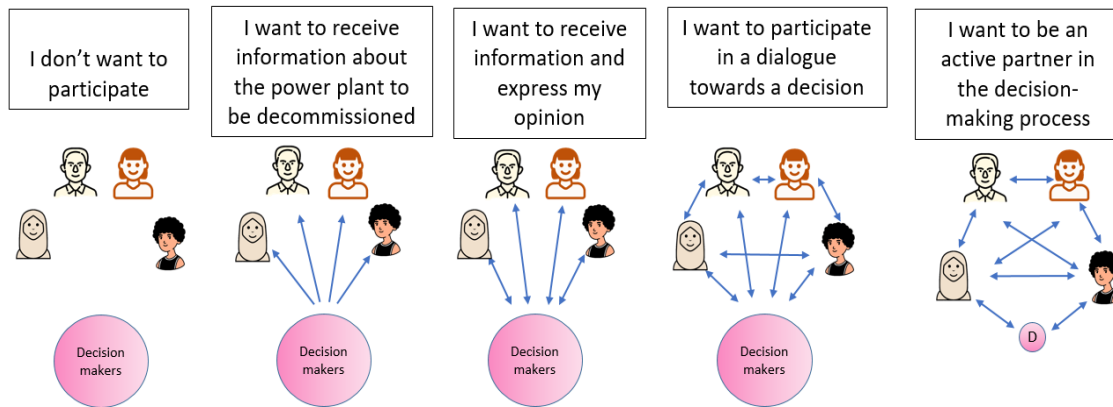 I don’t want to
participate
I want to receive
information about
the power plant to
be decommissioned
I want to receive
information and
express my
opinion
I want to participate
in a dialogue
towards a decision
I want to be an
active partner in
the decision-
making process
Decision
makers
Decision
makers
Decision
makers
Decision
makers
D